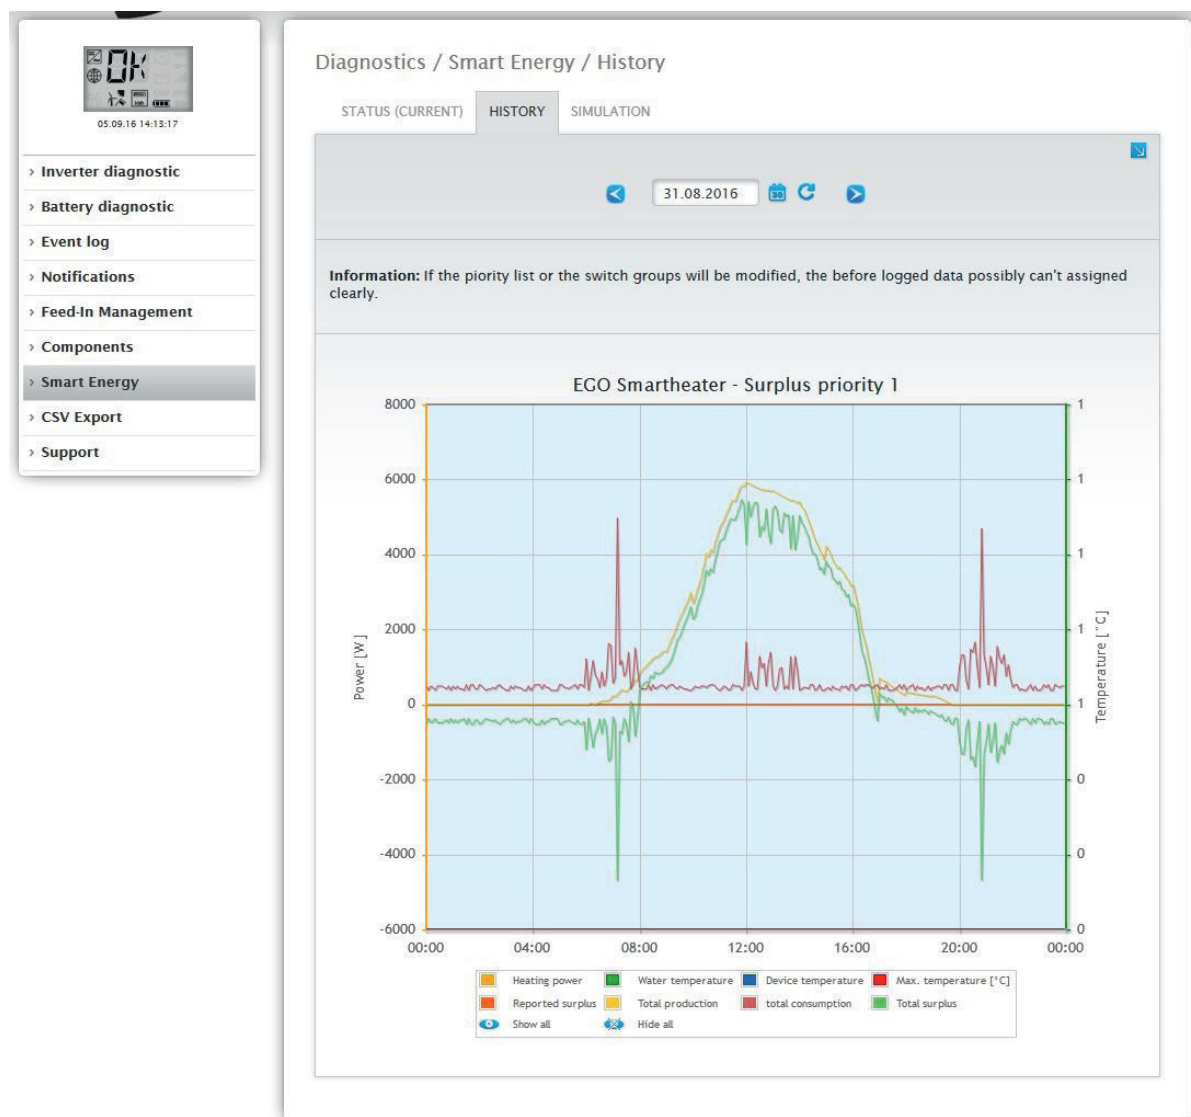 OK
05.09.16 14:13:17
› Inverter diagnostic
› Battery diagnostic
› Event log
› Notifications
› Feed-In Management
› Components
› Smart Energy
› CSV Export
› Support
Diagnostics / Smart Energy / History
STATUS (CURRENT) HISTORY SIMULATION
31.08.2016 30
Information: If the piority list or the switch groups will be modified, the before logged data possibly can't assigned
clearly.
EGO Smartheater - Surplus priority 1
8000 1
6000 1
4000 1
2000 1
0 1
-2000 0
-4000 0
-6000 0
Power [W]
Temperature [°C]
00:00 04:00 08:00 12:00 16:00 20:00 00:00
Heating power Water temperature Device temperature Max. temperature [°C]
Reported surplus Total production total consumption Total surplus
Show all Hide all